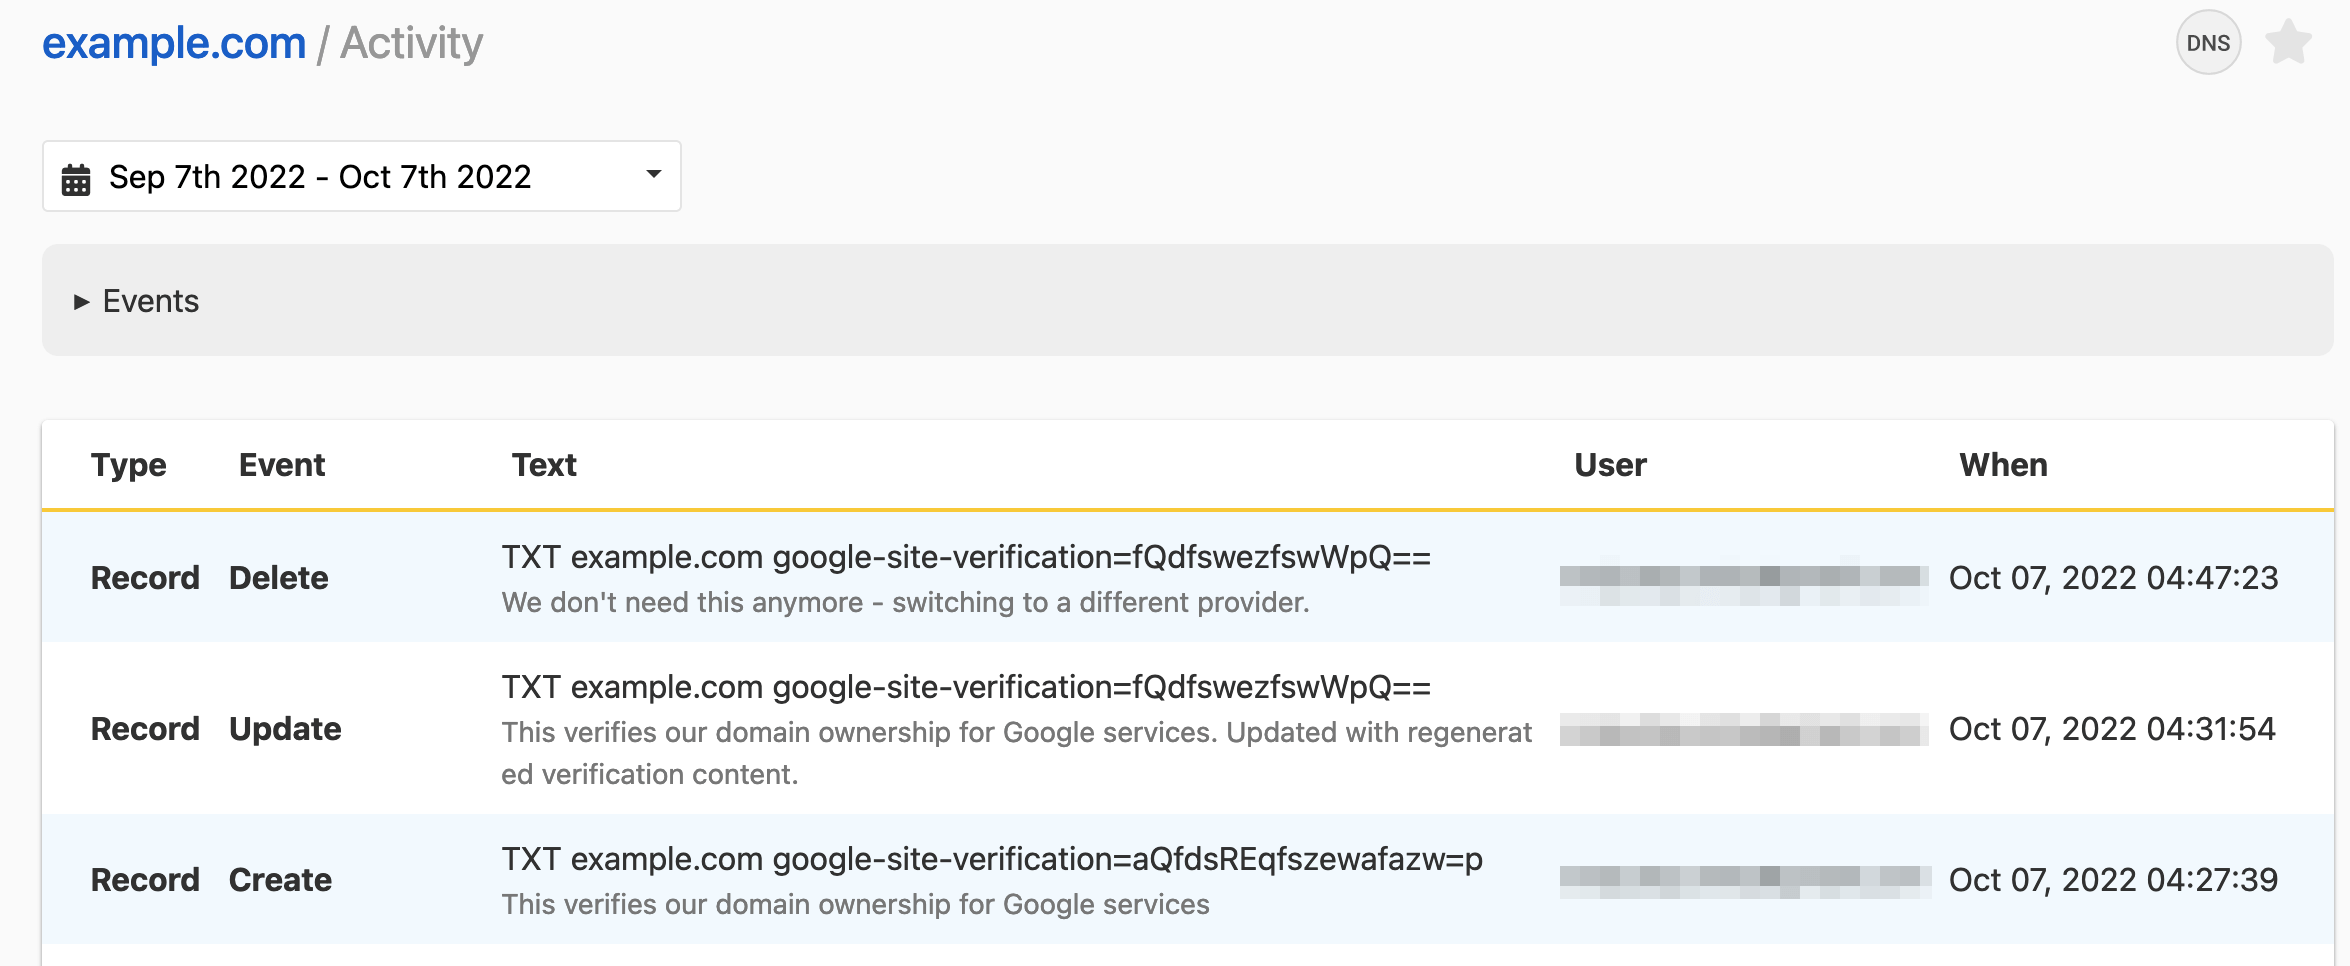 example.com / Activity
DNS
Sep 7th 2022 - Oct 7th 2022
Events
Type Event Text User When
TXT example.com google-site-verification=fQdfswezfswWpQ==
Record Delete Oct 07, 2022 04:47:23
We don't need this anymore - switching to a different provider.
TXT example.com google-site-verification=fQdfswezfswWpQ==
Record Update Oct 07, 2022 04:31:54
This verifies our domain ownership for Google services. Updated with regenerat
ed verification content.
TXT example.com google-site-verification=aQfdsREqfszewafazw=p
Record Create Oct 07, 2022 04:27:39
This verifies our domain ownership for Google services